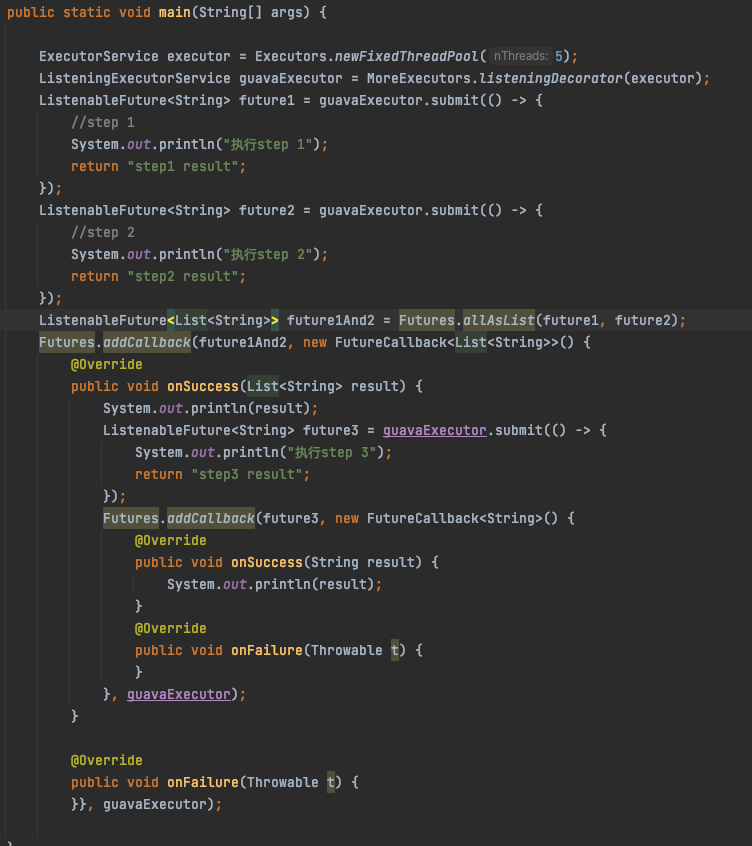 public static void main(String[] args) {
ExecutorService executor = Executors.newFixedThreadPool( nThreads: 5);
ListeningExecutorService guavaExecutor = MoreExecutors.listeningDecorator(executor);
ListenableFuture<String> future1 = guavaExecutor.submit(() -> {
//step 1
System.out.println("执行step 1");
return "step1 result";
});
ListenableFuture<String> future2 = guavaExecutor.submit(() -> {
//step 2
System.out.println("执行step 2");
return "step2 result";
});
ListenableFuture<List<String>> future1And2 = Futures.allAsList(future1, future2);
Futures.addCallback(future1And2, new FutureCallback<List<String>>() {
@Override
public void onSuccess(List<String> result) {
System.out.println(result);
ListenableFuture<String> future3 = guavaExecutor.submit(() -> {
System.out.println("执行step 3");
return "step3 result";
});
Futures.addCallback(future3, new FutureCallback<String>() {
@Override
public void onSuccess(String result) {
System.out.println(result);
}
@Override
public void onFailure(Throwable t) {
}
}, guavaExecutor);
}
@Override
public void onFailure(Throwable t) {
}}, guavaExecutor);
}